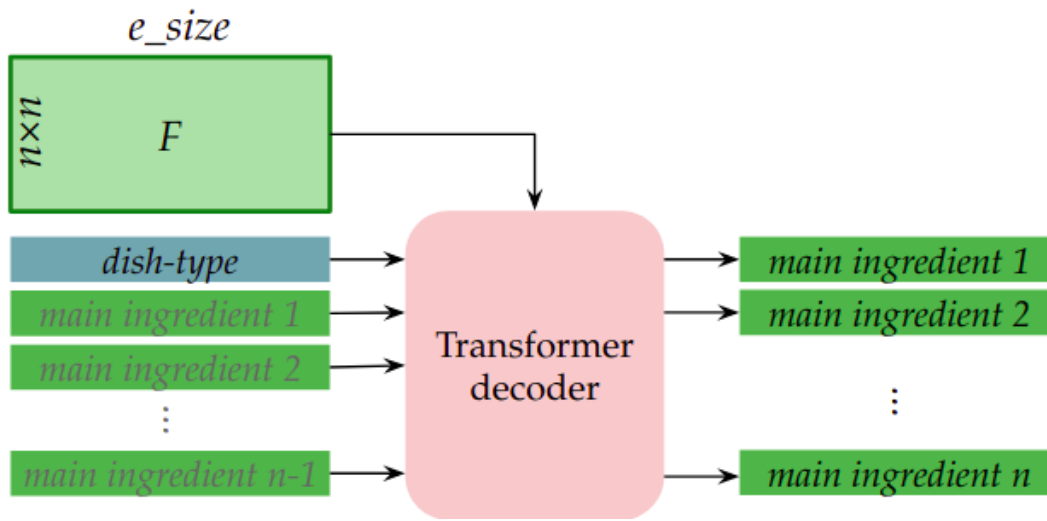 e_size
n×n
F
dish-type
main ingredient 1
main ingredient 2
...
main ingredient n-1
Transformer
decoder
main ingredient 1
main ingredient 2
...
main ingredient n